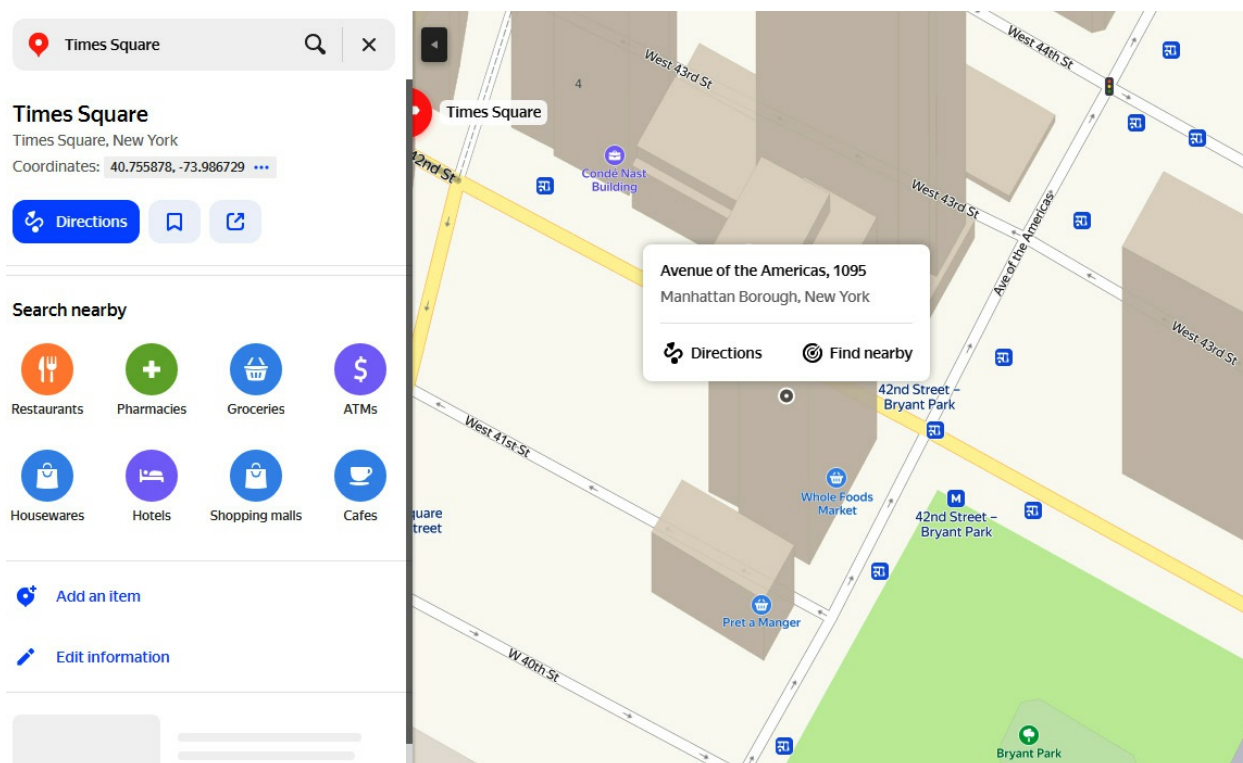 Times Square
Times Square
Times Square, New York
Coordinates: 40.755878, -73.986729 •••
Directions
Search nearby
Restaurants
Pharmacies
Groceries
ATMs
Housewares
Hotels
Shopping malls
Cafes
Add an item
Edit information
West 44th St
West 43rd St
4
Times Square
42nd St
Condé Nast
Building
West 43rd St
Ave of the Americas
Avenue of the Americas, 1095
Manhattan Borough, New York
Directions
Find nearby
West 43rd St
42nd Street –
Bryant Park
West 41st St
Whole Foods
Market
M
42nd Street –
Bryant Park
quare
treet
Pret a Manger
W 40th St
Bryant Park